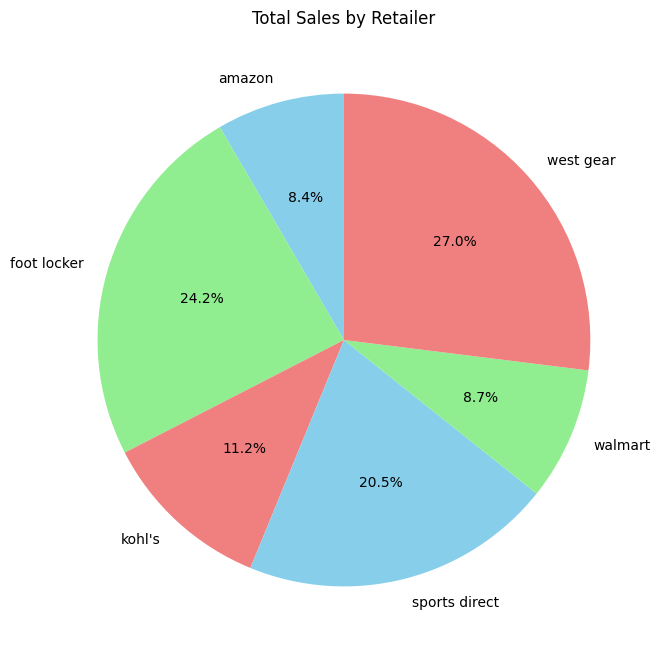 Total Sales by Retailer
amazon
west gear
8.4%
27.0%
foot locker
24.2%
8.7%
walmart
11.2%
20.5%
kohl's
sports direct